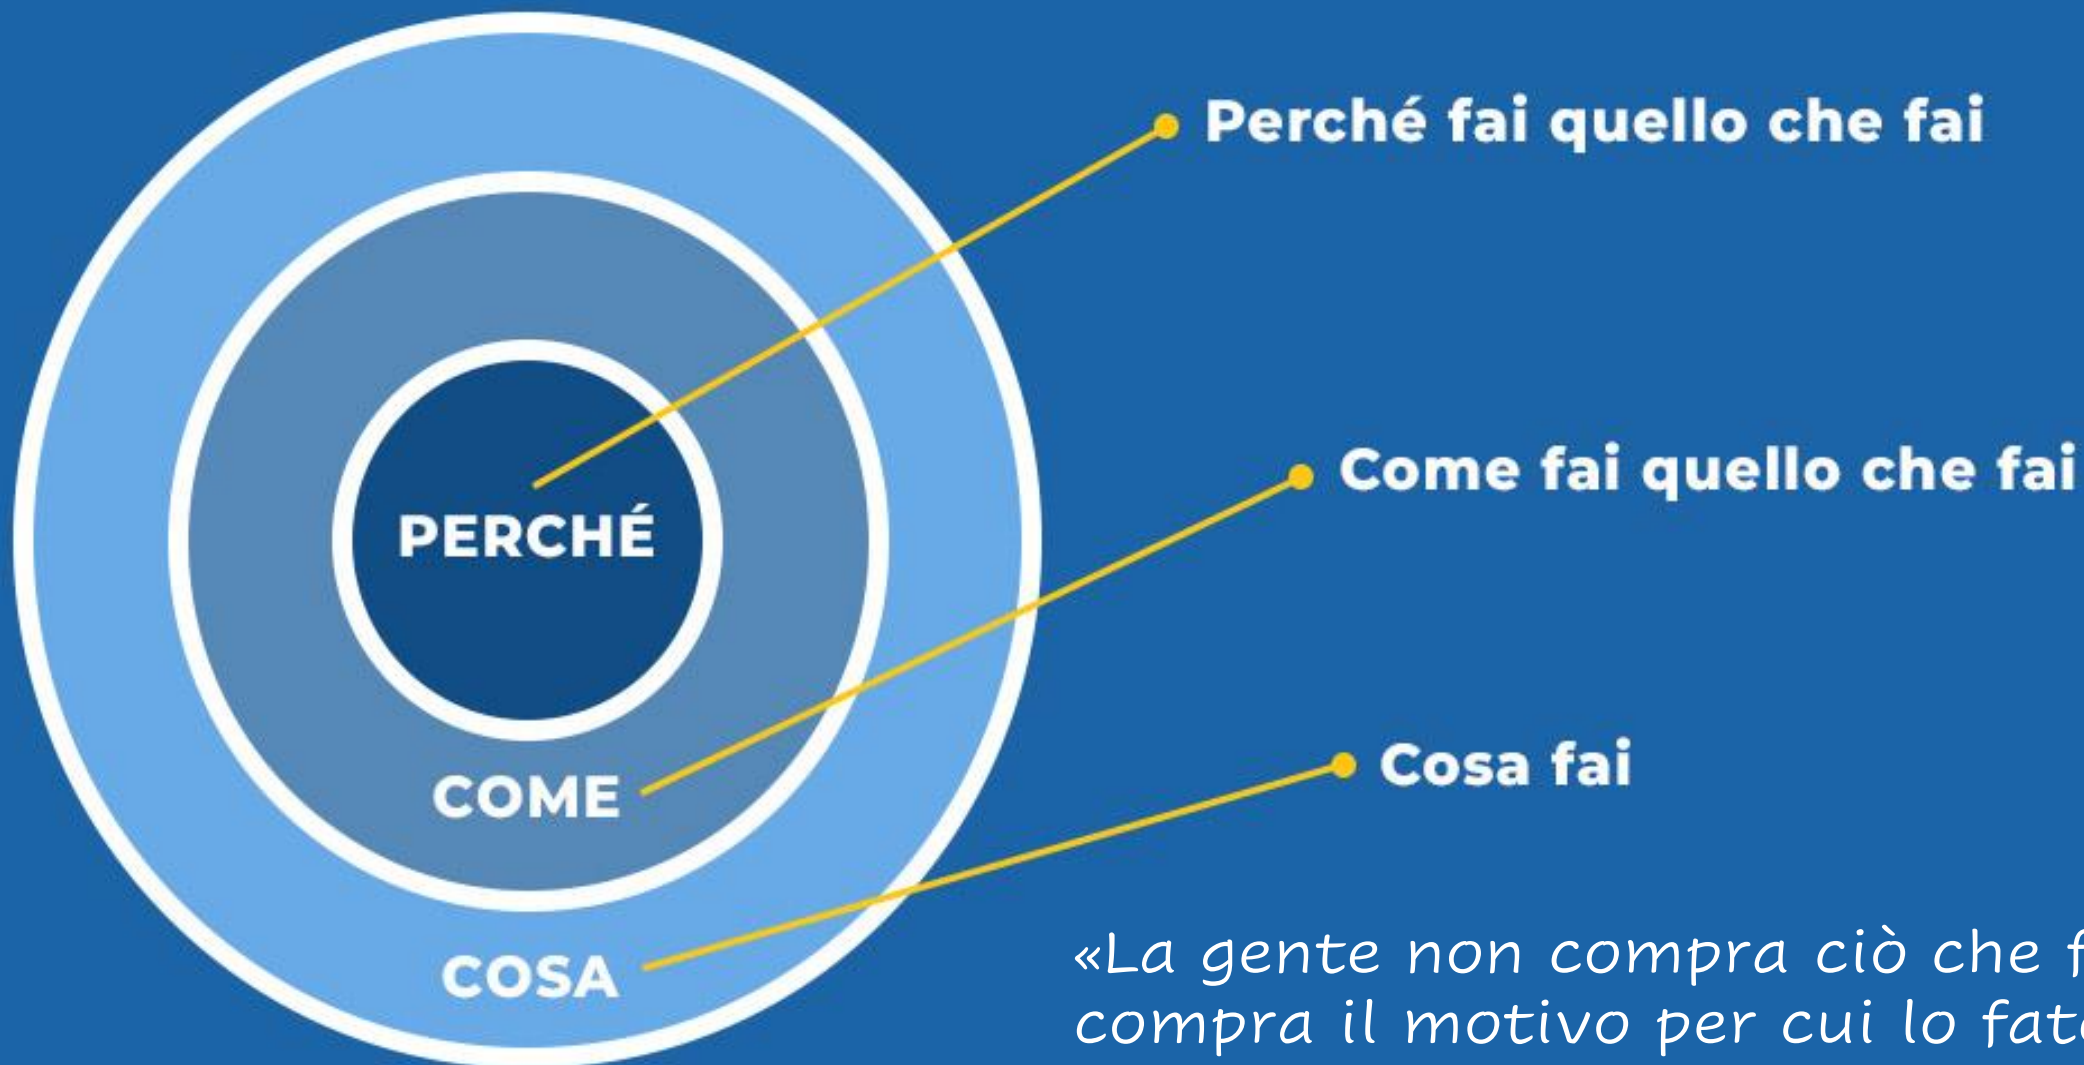 Perché fai quello che fai
Come fai quello che fai
PERCHÉ
Cosa fai
COME
COSA
«La gente non compra ciò che
compra il motivo per cui lo